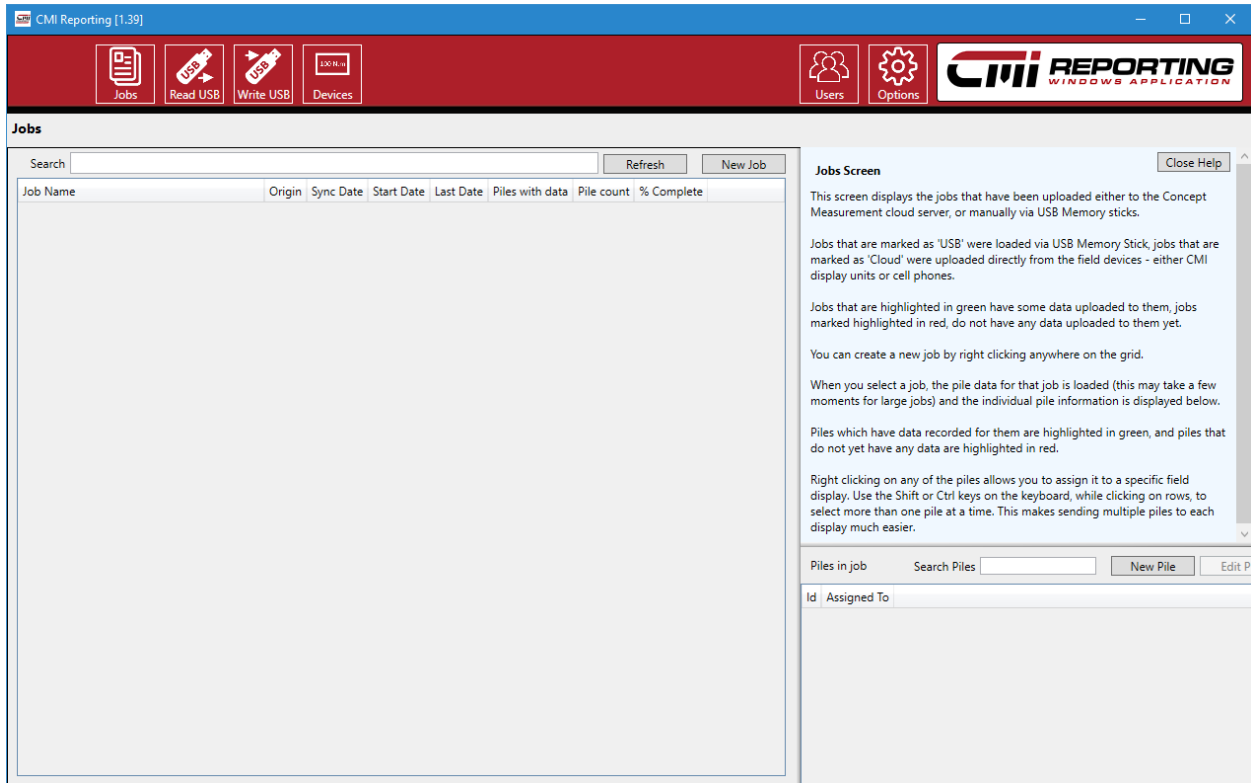 CMI Reporting [1.39]
Jobs
Read USB
Write USB
100 N.m
Devices
Users
Options
CMI REPORTING
WINDOWS APPLICATION
Jobs
Search
Refresh
New Job
Job Name Origin Sync Date Start Date Last Date Piles with data Pile count % Complete
Jobs Screen
Close Help
This screen displays the jobs that have been uploaded either to the Concept
Measurement cloud server, or manually via USB Memory sticks.
Jobs that are marked as 'USB' were loaded via USB Memory Stick, jobs that are
marked as 'Cloud' were uploaded directly from the field devices - either CMI
display units or cell phones.
Jobs that are highlighted in green have some data uploaded to them, jobs
marked highlighted in red, do not have any data uploaded to them yet.
You can create a new job by right clicking anywhere on the grid.
When you select a job, the pile data for that job is loaded (this may take a few
moments for large jobs) and the individual pile information is displayed below.
Piles which have data recorded for them are highlighted in green, and piles that
do not yet have any data are highlighted in red.
Right clicking on any of the piles allows you to assign it to a specific field
display. Use the Shift or Ctrl keys on the keyboard, while clicking on rows, to
select more than one pile at a time. This makes sending multiple piles to each
display much easier.
Piles in job
Search Piles
New Pile
Edit P
Id Assigned To